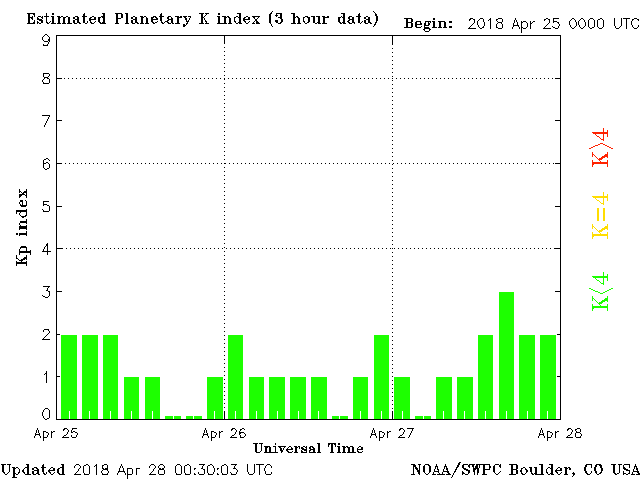 Estimated Planetary K index (3 hour data)
Begin: 2018 Apr 25 0000 UTC
9
8
7
6
5
4
3
2
1
0
Kp index
K>4
K=4
K<4
Apr 25
Apr 26
Apr 27
Apr 28
Universal Time
Updated 2018 Apr 28 00:30:03 UTC
NOAA/SWPC Boulder, CO USA